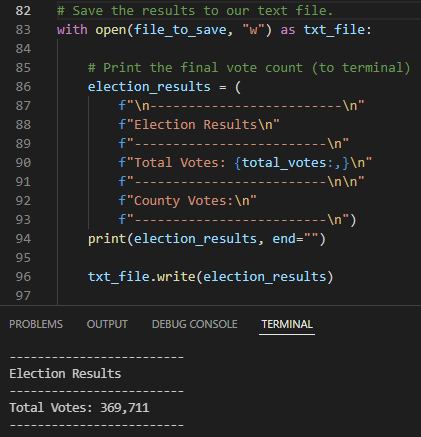 82 # Save the results to our text file.
83 with open(file_to_save, "w") as txt_file:
84
85 # Print the final vote count (to terminal)
86 election_results = (
87 f"\n-------------------------\n"
88 f"Election Results\n"
89 f"-------------------------\n"
90 f"Total Votes: {total_votes:,}\n"
91 f"-------------------------\n\n"
92 f"County Votes:\n"
93 f"-------------------------\n")
94 print(election_results, end="")
95
96 txt_file.write(election_results)
97
PROBLEMS OUTPUT DEBUG CONSOLE TERMINAL
-------------------------
Election Results
-------------------------
Total Votes: 369,711
-------------------------